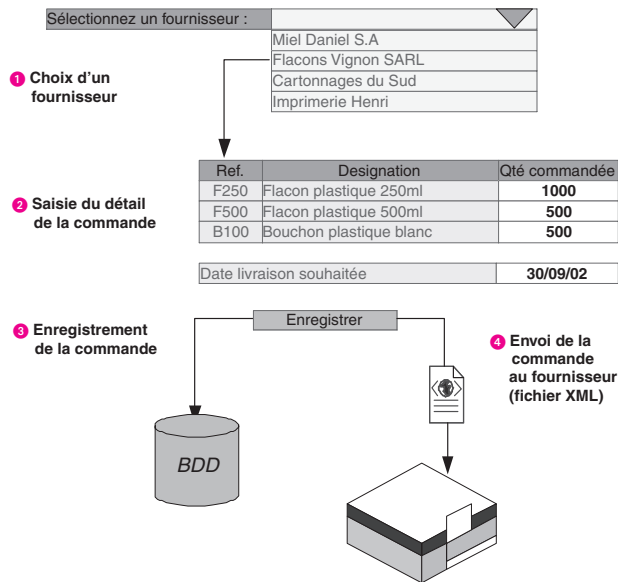 Sélectionnez un fournisseur :
Miel Daniel S.A
Flacons Vignon SARL
Cartonnages du Sud
Imprimerie Henri
1 Choix d'un
fournisseur
Ref. Designation Qté commandée
F250 Flacon plastique 250ml 1000
F500 Flacon plastique 500ml 500
B100 Bouchon plastique blanc 500
2 Saisie du détail
de la commande
Date livraison souhaitée 30/09/02
3 Enregistrement
de la commande
Enregistrer
4 Envoi de la
commande
au fournisseur
(fichier XML)
BDD